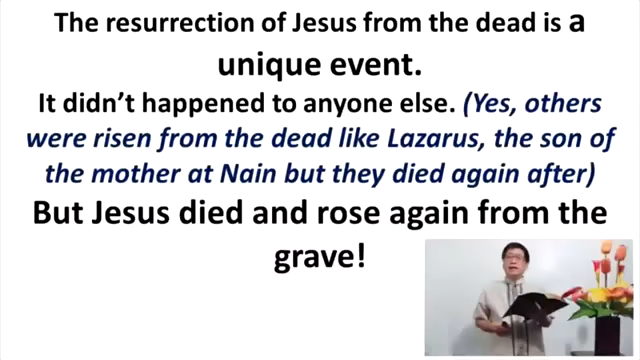 The resurrection of Jesus from the dead is a
unique event.
It didn't happened to anyone else. (Yes, others
were risen from the dead like Lazarus, the son of
the mother at Nain but they died again after)
But Jesus died and rose again from the
grave!